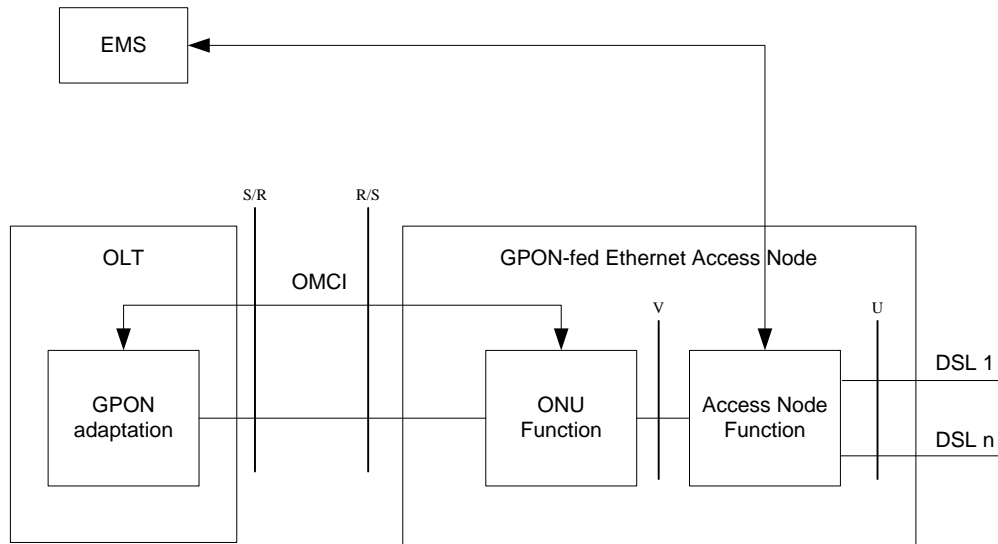 EMS
S/R
R/S
OLT
GPON-fed Ethernet Access Node
OMCI
V
U
GPON
adaptation
ONU
Function
Access Node
Function
DSL 1
DSL n